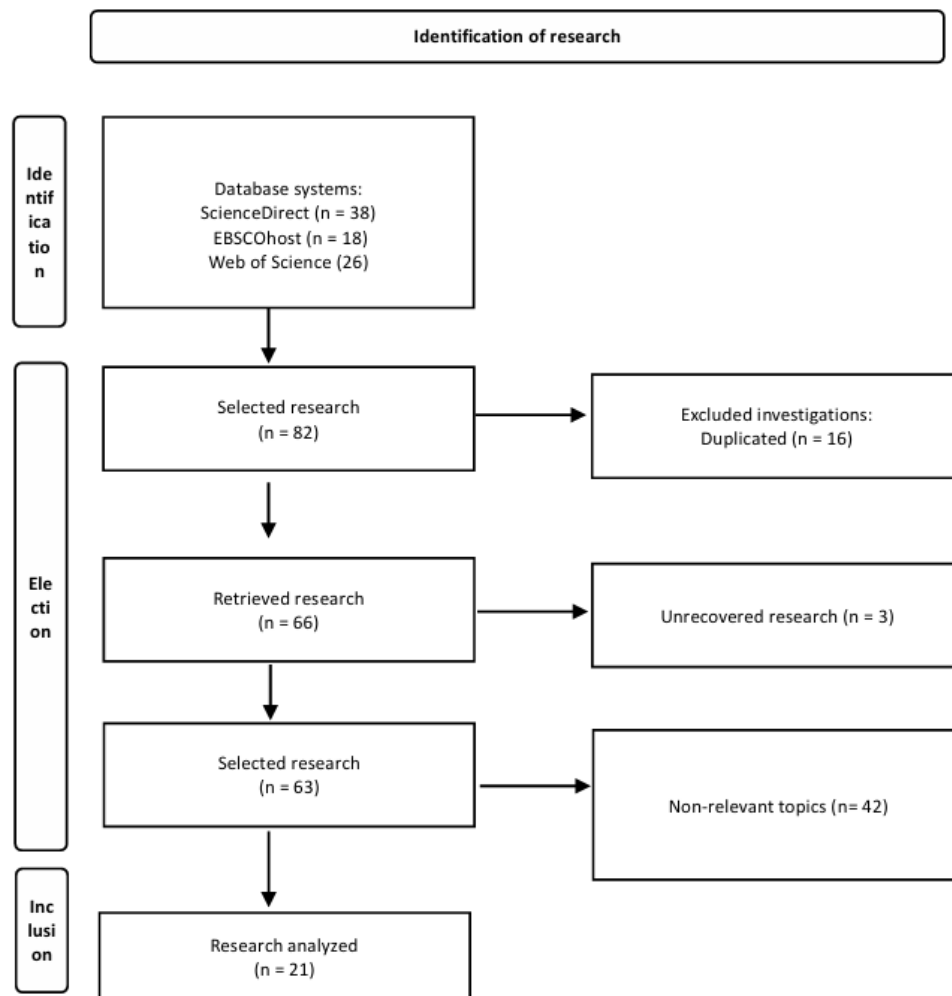 Identification of research
Ide
ntif
ica
tio
n
Database systems:
ScienceDirect (n = 38)
EBSCOhost (n = 18)
Web of Science (26)
Ele
cti
on
Selected research
(n = 82)
Excluded investigations:
Duplicated (n = 16)
Retrieved research
(n = 66)
Unrecovered research (n = 3)
Selected research
(n = 63)
Non-relevant topics (n= 42)
Inc
lusi
on
Research analyzed
(n = 21)